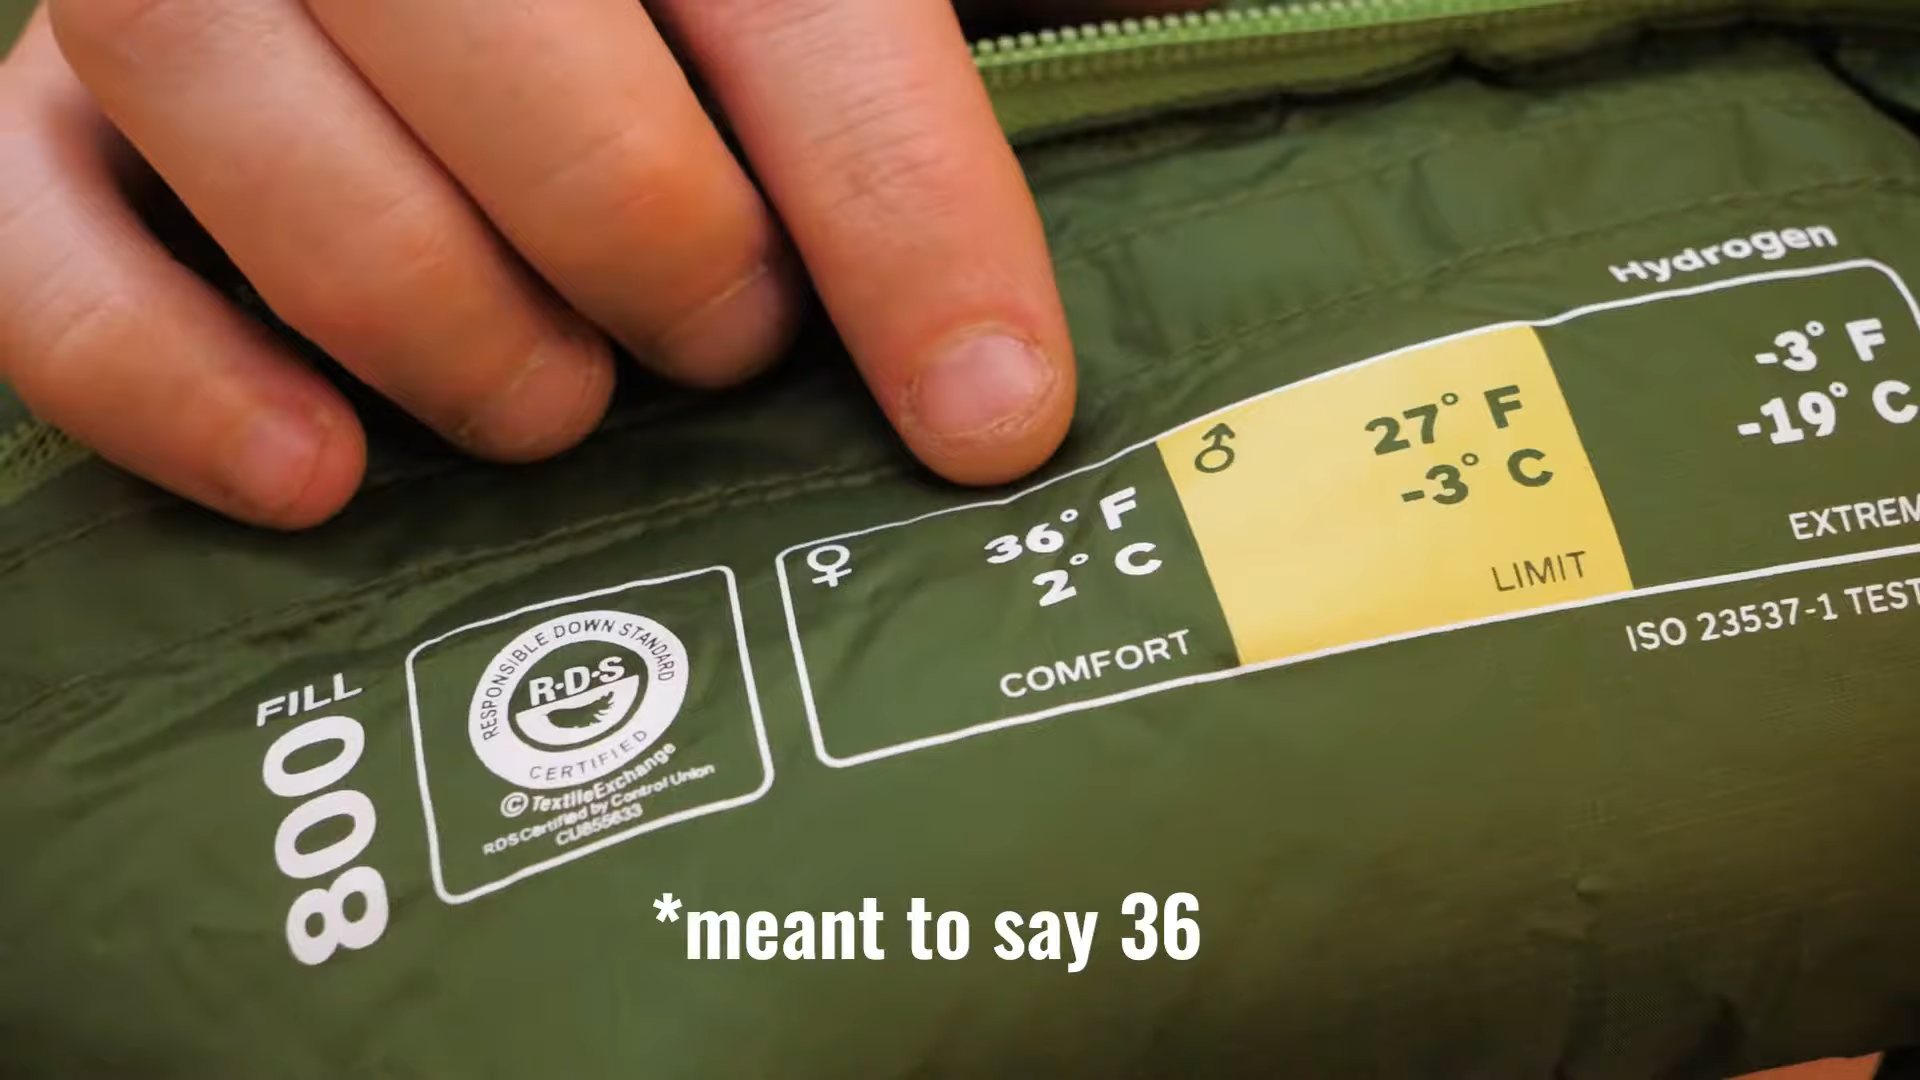 FILL
800
RESPONSIBLE DOWN STANDARD
R·D·S
CERTIFIED
© TextileExchange
RDS Certified by Control Union
CU855633
♀ 36° F
2° C
COMFORT
♂ 27° F
-3° C
LIMIT
Hydrogen
-3° F
-19° C
EXTREM
ISO 23537-1 TEST
*meant to say 36